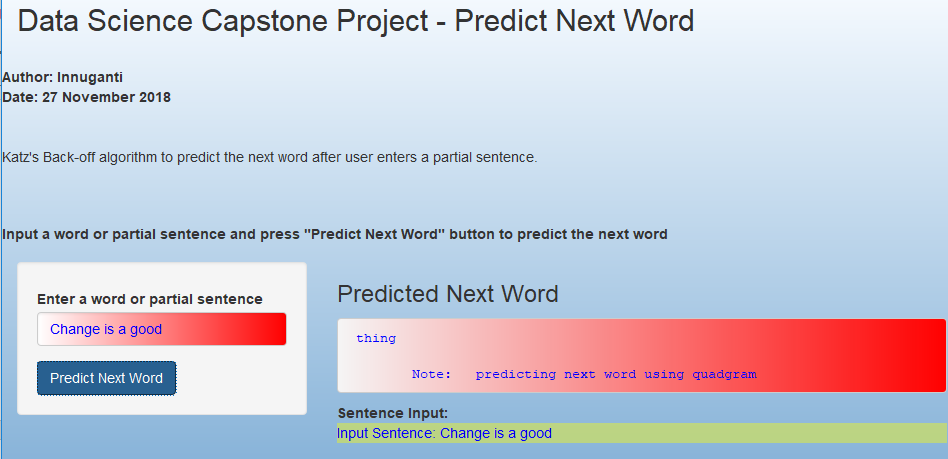 Data Science Capstone Project - Predict Next Word
Author: Innuganti
Date: 27 November 2018
Katz's Back-off algorithm to predict the next word after user enters a partial sentence.
Input a word or partial sentence and press "Predict Next Word" button to predict the next word
Enter a word or partial sentence
Change is a good
Predict Next Word
Predicted Next Word
thing
Note: predicting next word using quadgram
Sentence Input:
Input Sentence: Change is a good